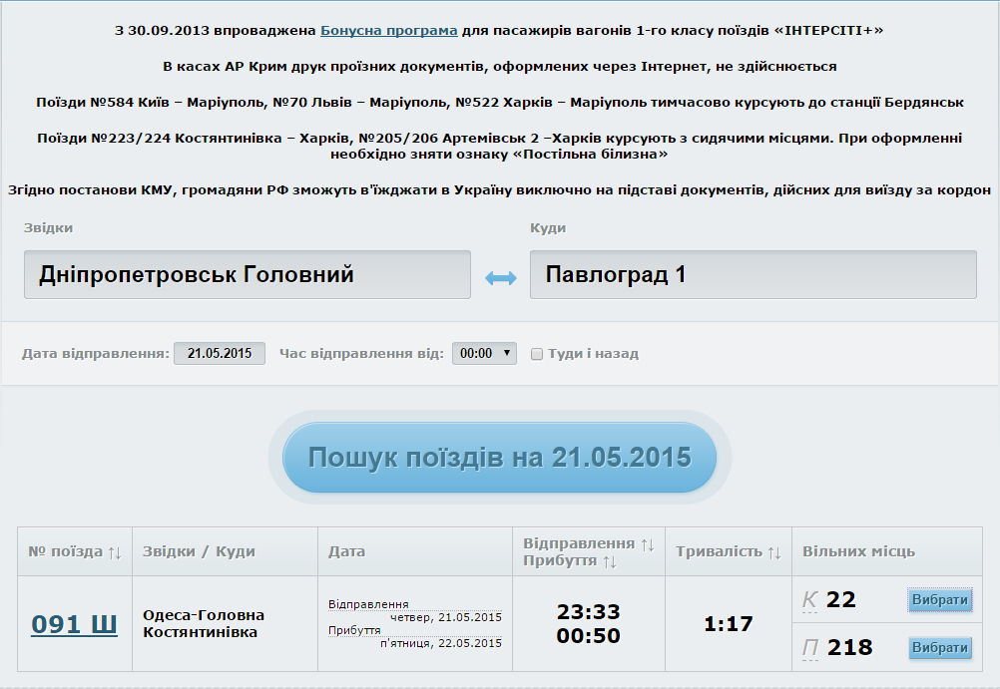 З 30.09.2013 впроваджена Бонусна програма для пасажирів вагонів 1-го класу поїздів «ІНТЕРСІТІ+»
В касах АР Крим друк проїзних документів, оформлених через Інтернет, не здійснюється
Поїзди №584 Київ – Маріуполь, №70 Львів – Маріуполь, №522 Харків – Маріуполь тимчасово курсують до станції Бердянськ
Поїзди №223/224 Костянтинівка – Харків, №205/206 Артемівськ 2 –Харків курсують з сидячими місцями. При оформленні
необхідно зняти ознаку «Постільна білизна»
Згідно постанови КМУ, громадяни РФ зможуть в'їжджати в Україну виключно на підставі документів, дійсних для виїзду за кордон
Звідки Куди
Дніпропетровськ Головний Павлоград 1
Дата відправлення: 21.05.2015 Час відправлення від: 00:00 Туди і назад
Пошук поїздів на 21.05.2015
№ поїзда Звідки / Куди Дата Відправлення Прибуття Тривалість Вільних місць
091 Ш
Одеса-Головна
Костянтинівка
Відправлення
четвер, 21.05.2015
Прибуття
п'ятниця, 22.05.2015
23:33
00:50
1:17
К 22 Вибрати
П 218 Вибрати